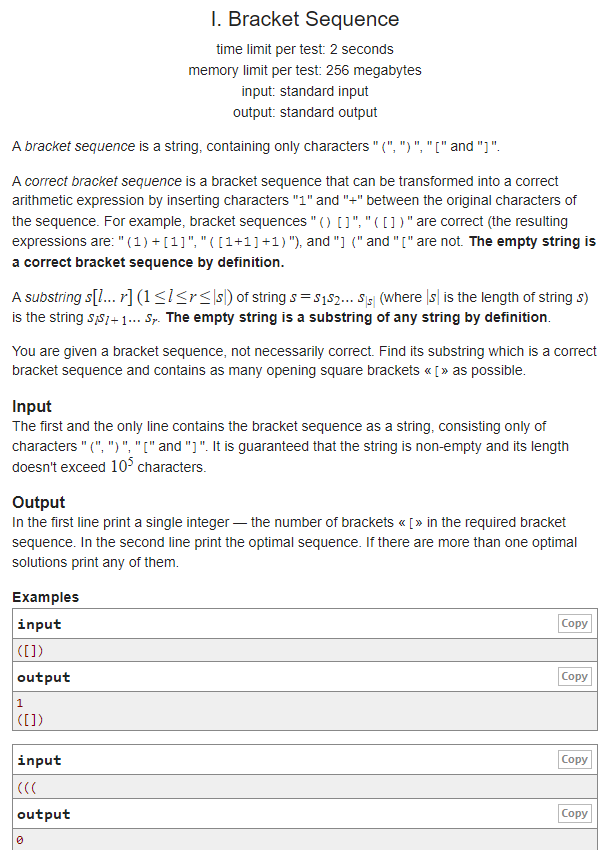 I. Bracket Sequence
time limit per test: 2 seconds
memory limit per test: 256 megabytes
input: standard input
output: standard output
A bracket sequence is a string, containing only characters "(", ")", "[" and "]".
A correct bracket sequence is a bracket sequence that can be transformed into a correct
arithmetic expression by inserting characters "1" and "+" between the original characters of
the sequence. For example, bracket sequences "()[]", "([])" are correct (the resulting
expressions are: "(1)+[1]", "([1+1]+1)"), and "](" and "[" are not. The empty string is
a correct bracket sequence by definition.
A substring s[l... r] (1 ≤ l ≤ r ≤ |s|) of string s = s1s2... s|s| (where |s| is the length of string s)
is the string slsl + 1... sr. The empty string is a substring of any string by definition.
You are given a bracket sequence, not necessarily correct. Find its substring which is a correct
bracket sequence and contains as many opening square brackets «[» as possible.
Input
The first and the only line contains the bracket sequence as a string, consisting only of
characters "(", ")", "[" and "]". It is guaranteed that the string is non-empty and its length
doesn't exceed 10^5 characters.
Output
In the first line print a single integer — the number of brackets «[» in the required bracket
sequence. In the second line print the optimal sequence. If there are more than one optimal
solutions print any of them.
Examples
input Copy
([])
output Copy
1
([])
input Copy
(((
output Copy
0